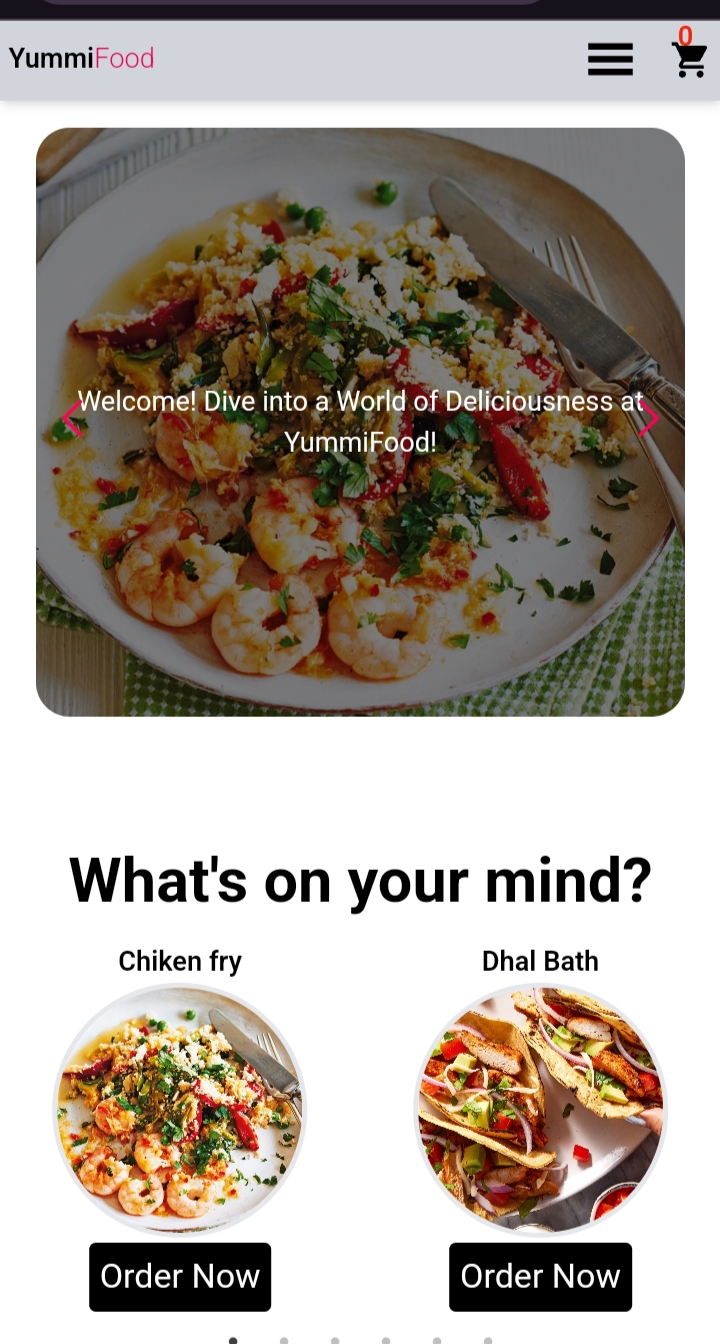 YummiFood
0
Welcome! Dive into a World of Deliciousness at
YummiFood!
What's on your mind?
Chiken fry
Dhal Bath
Order Now
Order Now